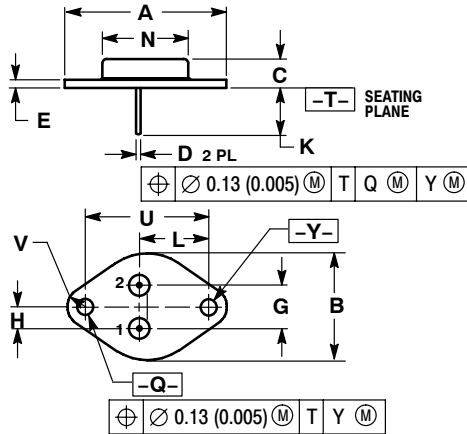 A
N
C
E
-T- SEATING PLANE
K
D 2 PL
⌖ ∅ 0.13 (0.005) Ⓜ T Q Ⓜ Y Ⓜ
U
V
L
-Y-
2
H
G
B
1
-Q-
⌖ ∅ 0.13 (0.005) Ⓜ T Y Ⓜ